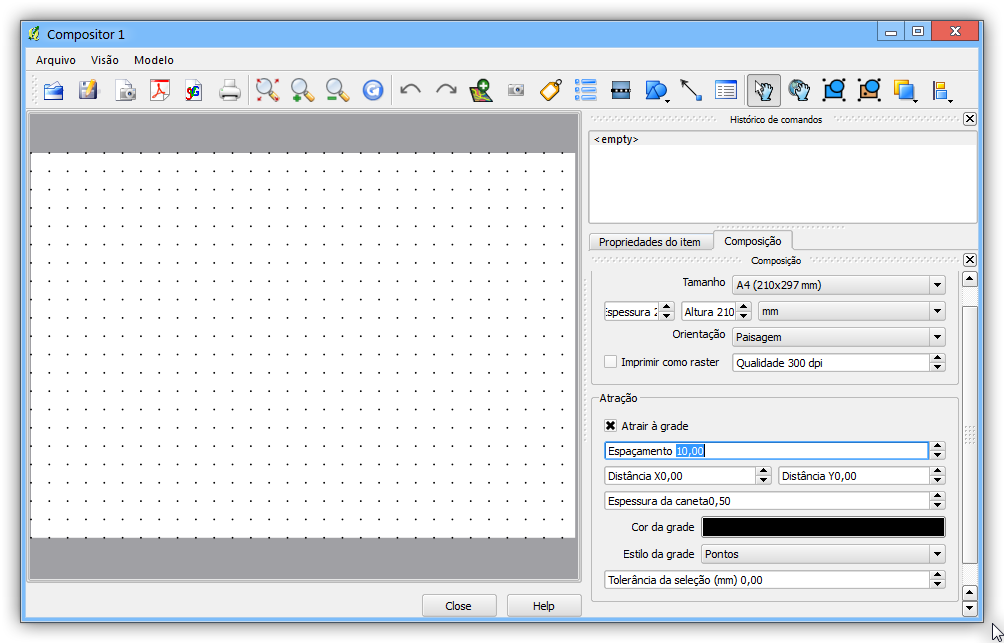 Compositor 1
Arquivo Visão Modelo
Histórico de comandos
<empty>
Propriedades do item Composição
Composição
Tamanho A4 (210x297 mm)
spessura 2 Altura 210 mm
Orientação Paisagem
Imprimir como raster Qualidade 300 dpi
Atração
Atrair à grade
Espaçamento 10,00
Distância X0,00 Distância Y0,00
Espessura da caneta0,50
Cor da grade
Estilo da grade Pontos
Tolerância da seleção (mm) 0,00
Close Help